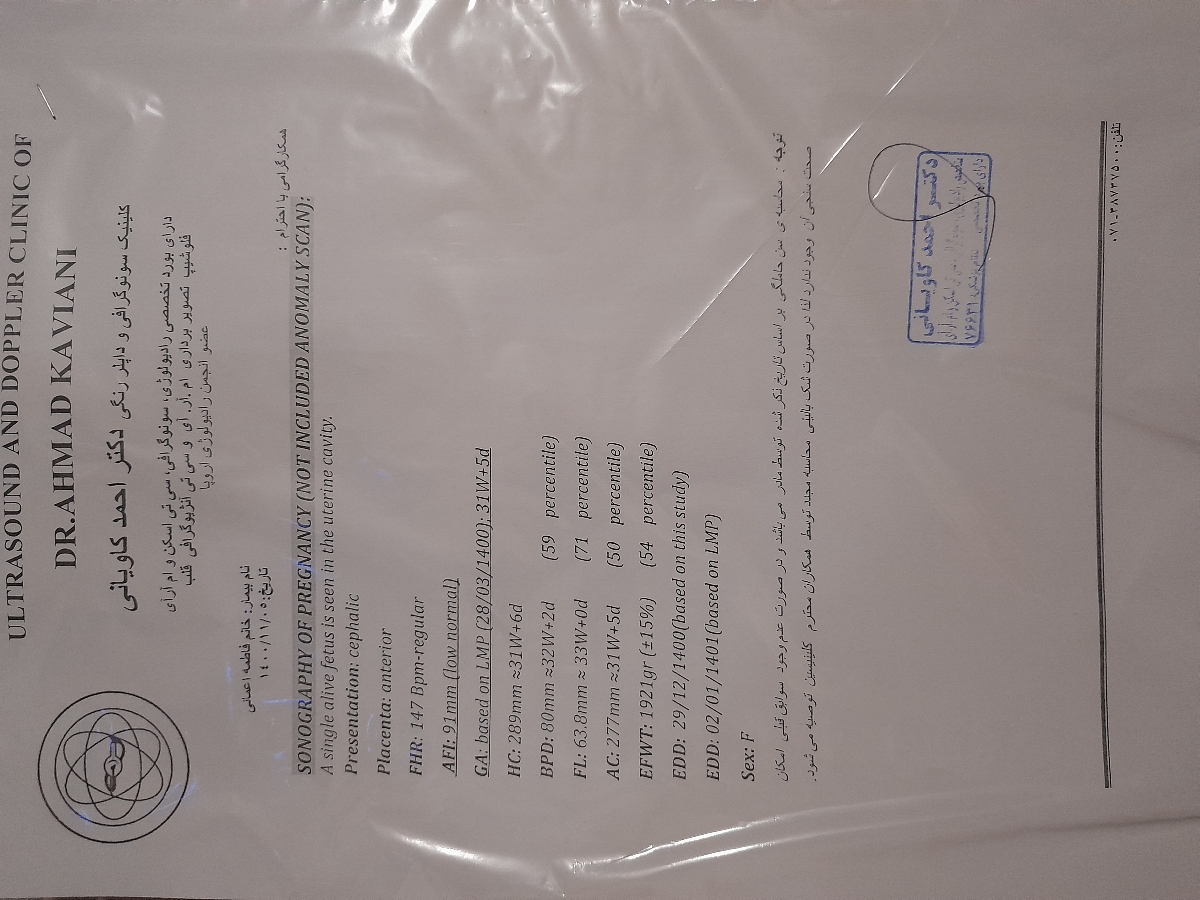 ULTRASOUND AND DOPPLER CLINIC OF
DR.AHMAD KAVIANI
کلینیک سونوگرافی و داپلر رنگی دکتر احمد کاویانی
دارای بورد تخصصی رادیولوژی، سونوگرافی، سی تی اسکن و ام آرآی
فلوشیپ تصویر برداری ام .آر. آی و سی تی آنژیوگرافی قلب
عضو انجمن رادیولوژی اروپا
نام بیمار: خانم فاطمه اعمانی
تاریخ: ۱۴۰۰/۱۱/۰۵
همکار گرامی با احترام :
SONOGRAPHY OF PREGNANCY (NOT INCLUDED ANOMALY SCAN):
A single alive fetus is seen in the uterine cavity.
Presentation: cephalic
Placenta: anterior
FHR: 147 Bpm-regular
AFI: 91mm (low normal)
GA: based on LMP (28/03/1400): 31W+5d
HC: 289mm ≈31W+6d
BPD: 80mm ≈32W+2d (59 percentile)
FL: 63.8mm ≈ 33W+0d (71 percentile)
AC: 277mm ≈31W+5d (50 percentile)
EFWT: 1921gr (±15%) (54 percentile)
EDD: 29/12/1400(based on this study)
EDD: 02/01/1401(based on LMP)
Sex: F
توجه : محاسبه ی سن حاملگی بر اساس تاریخ ذکر شده توسط مادر می باشد و در صورت عدم وجود سونوی قبلی امکان
صحت سنجی آن وجود ندارد لذا در صورت شک بالینی محاسبه مجدد توسط همکاران محترم کلینیسین توصیه می شود.
دکتر احمد کاویانی
۷۶۶۳۱
تلفن: ۰۷۱-۳۸۷۳۷۵۰۰